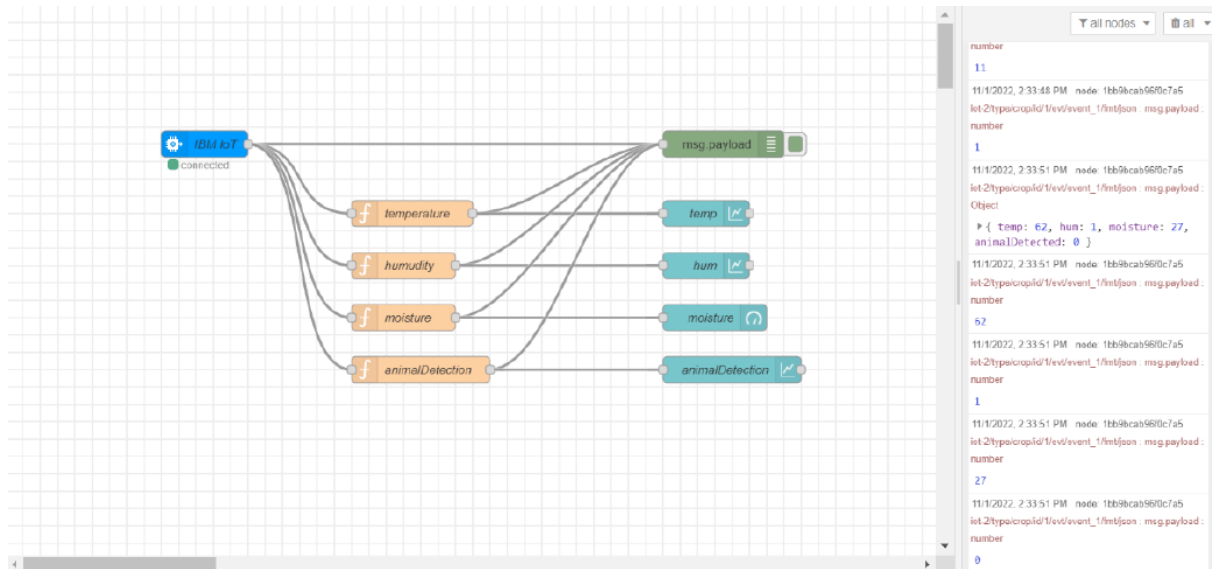 IBM IoT
connected
msg.payload
temperature
temp
humudity
hum
moisture
moisture
animalDetection
animalDetection
all nodes
all
number
11
11/1/2022, 2:33:48 PM node: 1bb9bcab96f0c7a5
iot-2/type/crop/id/1/evt/event_1/fmt/json : msg.payload :
number
1
11/1/2022, 2:33:51 PM node: 1bb9bcab96f0c7a5
iot-2/type/crop/id/1/evt/event_1/fmt/json : msg.payload :
Object
{ temp: 62, hum: 1, moisture: 27,
animalDetected: 0 }
11/1/2022, 2:33:51 PM node: 1bb9bcab96f0c7a5
iot-2/type/crop/id/1/evt/event_1/fmt/json : msg.payload :
number
62
11/1/2022, 2:33:51 PM node: 1bb9bcab96f0c7a5
iot-2/type/crop/id/1/evt/event_1/fmt/json : msg.payload :
number
1
11/1/2022, 2:33:51 PM node: 1bb9bcab96f0c7a5
iot-2/type/crop/id/1/evt/event_1/fmt/json : msg.payload :
number
27
11/1/2022, 2:33:51 PM node: 1bb9bcab96f0c7a5
iot-2/type/crop/id/1/evt/event_1/fmt/json : msg.payload :
number
0